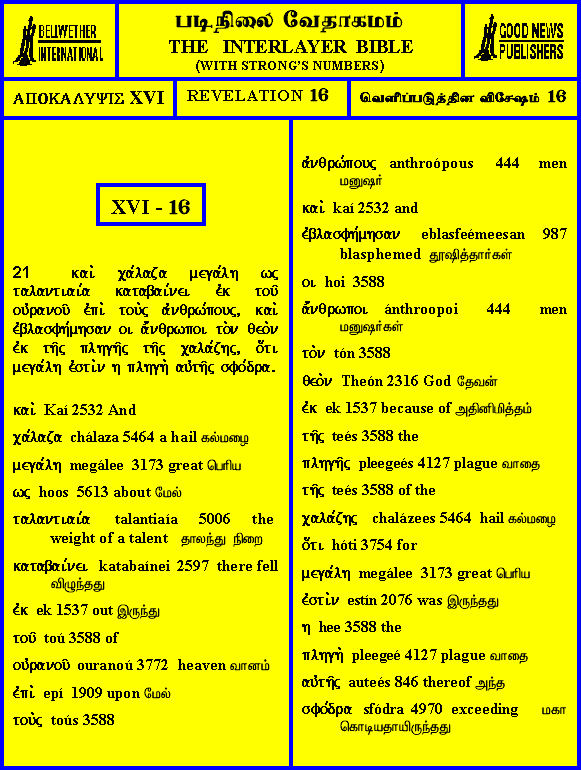 BELLWETHER
INTERNATIONAL
படிநிலை வேதாகமம்
THE INTERLAYER BIBLE
(WITH STRONG'S NUMBERS)
GOOD NEWS
PUBLISHERS
ΑΠΟΚΑΛΥΨΙΣ XVI
REVELATION 16
வெளிப்படுத்தின விசேஷம் 16
XVI - 16
21 καὶ χάλαζα μεγάλη ως
ταλαντιαία καταβαίνει ἐκ τοῦ
οὐρανοῦ ἐπὶ τοὺς ἀνθρώπους, καὶ
ἐβλασφήμησαν οι ἄνθρωποι τὸν θεὸν
ἐκ τῆς πληγῆς τῆς χαλάζης, ὅτι
μεγάλη ἐστὶν η πληγὴ αὐτῆς σφόδρα.
καὶ Kaí 2532 And
χάλαζα chálaza 5464 a hail கல்மழை
μεγάλη megálee 3173 great பெரிய
ως hoos 5613 about மேல்
ταλαντιαία talantiaía 5006 the
weight of a talent தாலந்து நிறை
καταβαίνει katabaínei 2597 there fell
விழுந்தது
ἐκ ek 1537 out இருந்து
τοῦ toú 3588 of
οὐρανοῦ ouranoú 3772 heaven வானம்
ἐπὶ epí 1909 upon மேல்
τοὺς toús 3588
ἀνθρώπους anthroópous 444 men
மனுஷர்
καὶ kaí 2532 and
ἐβλασφήμησαν eblasfeémeesan 987
blasphemed தூஷித்தார்கள்
οι hoi 3588
ἄνθρωποι ánthroopoi 444 men
மனுஷர்கள்
τὸν tón 3588
θεὸν Theón 2316 God தேவன்
ἐκ ek 1537 because of அதினிமித்தம்
τῆς teés 3588 the
πληγῆς pleegeés 4127 plague வாதை
τῆς teés 3588 of the
χαλάζης chalázees 5464 hail கல்மழை
ὅτι hóti 3754 for
μεγάλη megálee 3173 great பெரிய
ἐστὶν estín 2076 was இருந்தது
η hee 3588 the
πληγὴ pleegeé 4127 plague வாதை
αὐτῆς auteés 846 thereof அந்த
σφόδρα sfódra 4970 exceeding மகா
கொடியதாயிருந்தது